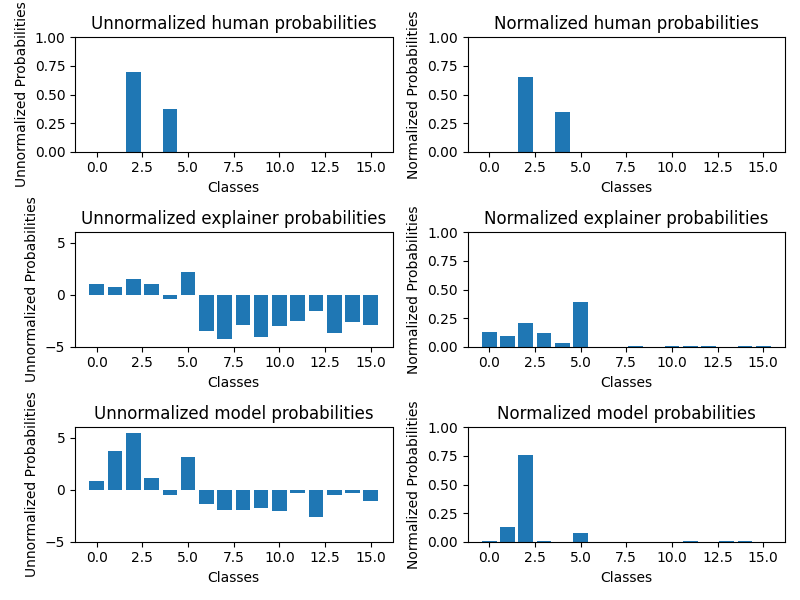 Unnormalized human probabilities
Unnormalized Probabilities
1.00
0.75
0.50
0.25
0.00
0.0 2.5 5.0 7.5 10.0 12.5 15.0
Classes
Normalized human probabilities
Normalized Probabilities
1.00
0.75
0.50
0.25
0.00
0.0 2.5 5.0 7.5 10.0 12.5 15.0
Classes
Unnormalized explainer probabilities
Unnormalized Probabilities
5
0
−5
0.0 2.5 5.0 7.5 10.0 12.5 15.0
Classes
Normalized explainer probabilities
Normalized Probabilities
1.00
0.75
0.50
0.25
0.00
0.0 2.5 5.0 7.5 10.0 12.5 15.0
Classes
Unnormalized model probabilities
Unnormalized Probabilities
5
0
−5
0.0 2.5 5.0 7.5 10.0 12.5 15.0
Classes
Normalized model probabilities
Normalized Probabilities
1.00
0.75
0.50
0.25
0.00
0.0 2.5 5.0 7.5 10.0 12.5 15.0
Classes